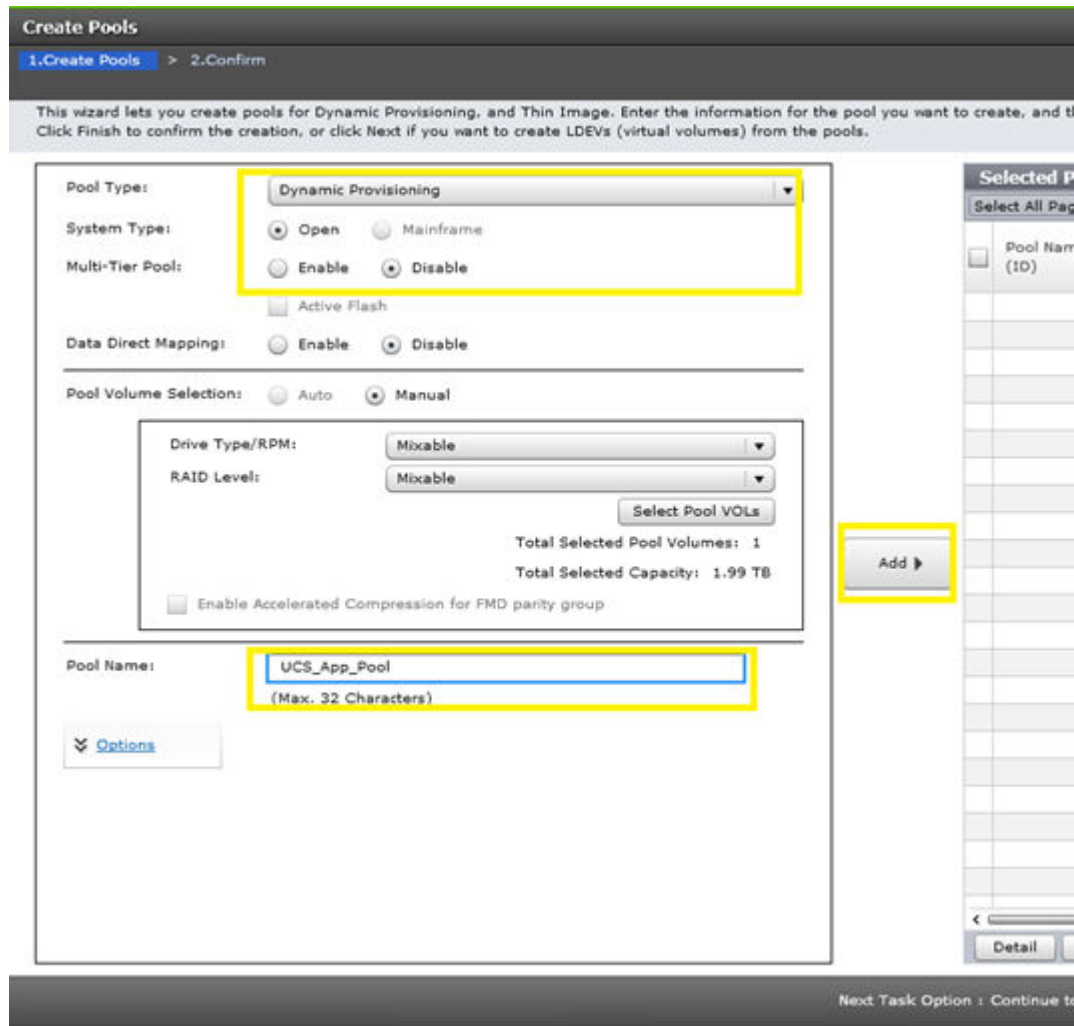 Create Pools
1.Create Pools > 2.Confirm
This wizard lets you create pools for Dynamic Provisioning, and Thin Image. Enter the information for the pool you want to create, and
Click Finish to confirm the creation, or click Next if you want to create LDEVs (virtual volumes) from the pools.
Pool Type: Dynamic Provisioning
System Type: Open Mainframe
Multi-Tier Pool: Enable Disable
Active Flash
Data Direct Mapping: Enable Disable
Pool Volume Selection: Auto Manual
Drive Type/RPM: Mixable
RAID Level: Mixable
Select Pool VOLs
Total Selected Pool Volumes: 1
Total Selected Capacity: 1.99 TB
Enable Accelerated Compression for FMD parity group
Pool Name: UCS_App_Pool
(Max. 32 Characters)
Options
Add
Selected P
Select All Pag
Pool Nam
(ID)
Detail
Next Task Option : Continue to